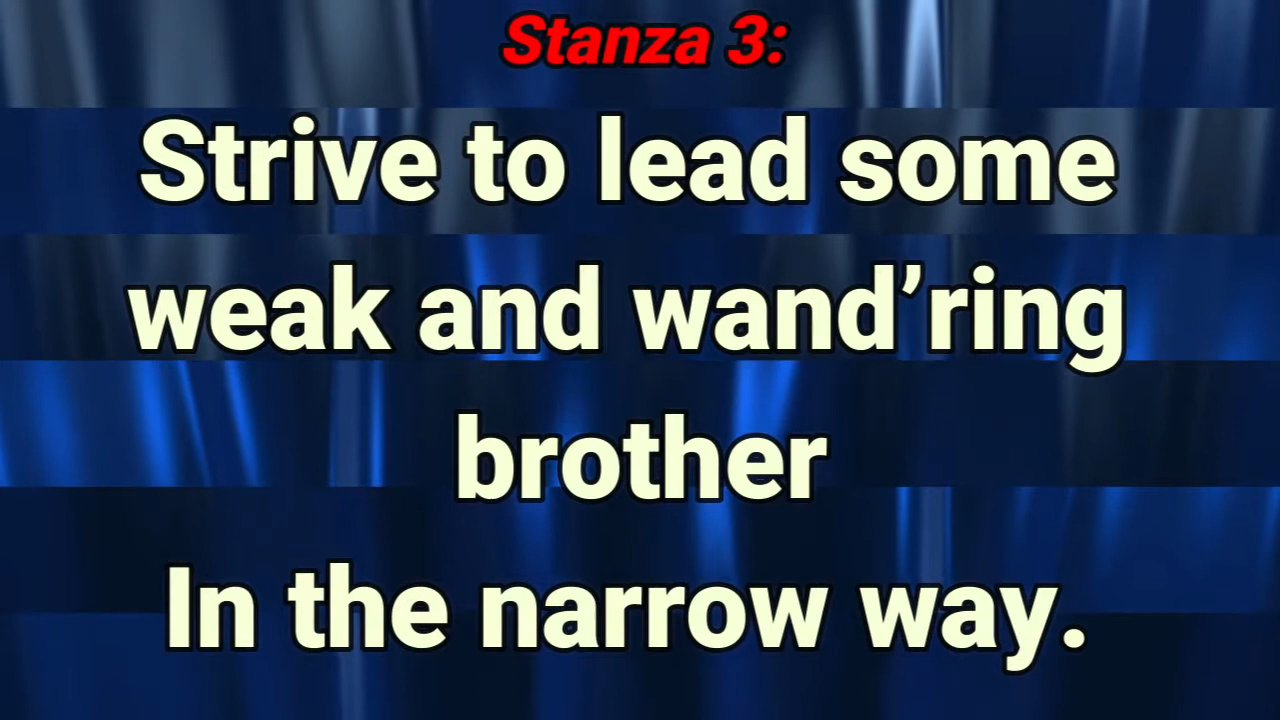 Stanza 3:
Strive to lead some
weak and wand’ring
brother
In the narrow way.